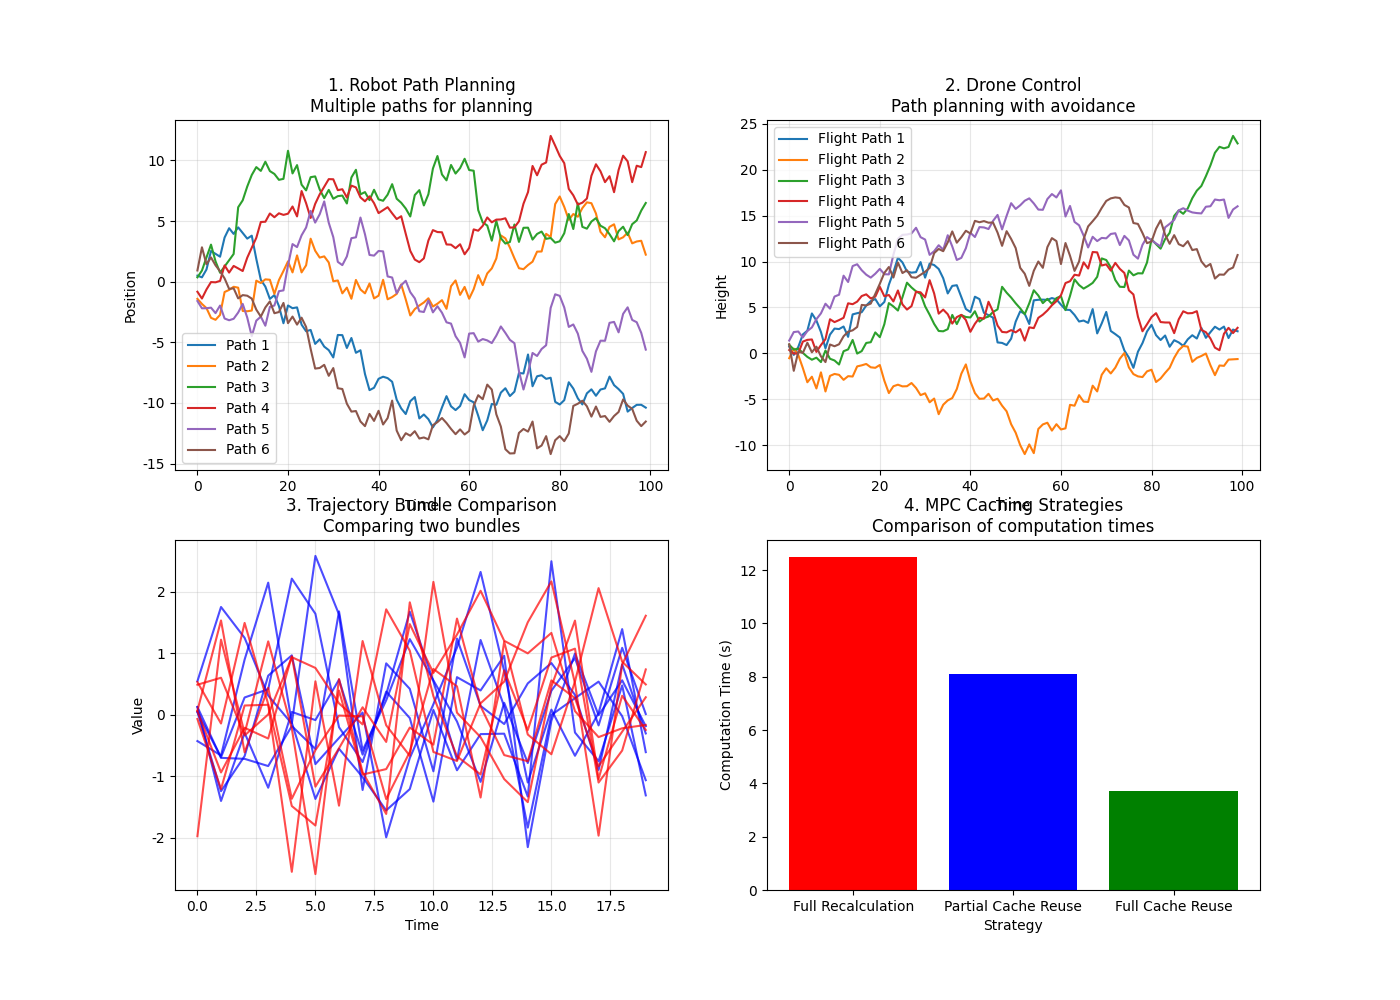 1. Robot Path Planning
Multiple paths for planning
Position
10
5
0
-5
-10
-15
Path 1
Path 2
Path 3
Path 4
Path 5
Path 6
0 20 40 60 80 100
Time
2. Drone Control
Path planning with avoidance
Height
25
20
15
10
5
0
-5
-10
Flight Path 1
Flight Path 2
Flight Path 3
Flight Path 4
Flight Path 5
Flight Path 6
0 20 40 60 80 100
Time
3. Trajectory Bundle Comparison
Comparing two bundles
Value
2
1
0
-1
-2
0.0 2.5 5.0 7.5 10.0 12.5 15.0 17.5
Time
4. MPC Caching Strategies
Comparison of computation times
Computation Time (s)
12
10
8
6
4
2
0
Full Recalculation Partial Cache Reuse Full Cache Reuse
Strategy